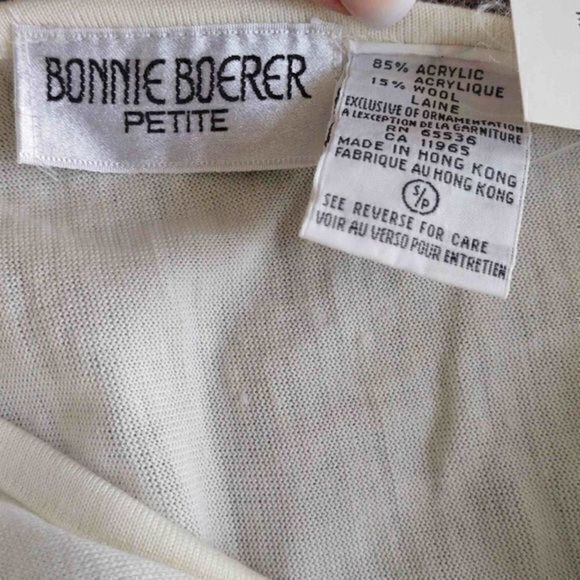 BONNIE BOERER
PETITE
85% ACRYLIC
ACRYLIQUE
15% WOOL
LAINE
EXCLUSIVE OF ORNAMENTATION
A L'EXCEPTION DE LA GARNITURE
RN 65536
CA 11965
MADE IN HONG KONG
FABRIQUE AU HONG KONG
S/P
SEE REVERSE FOR CARE
VOIR AU VERSO POUR ENTRETIEN